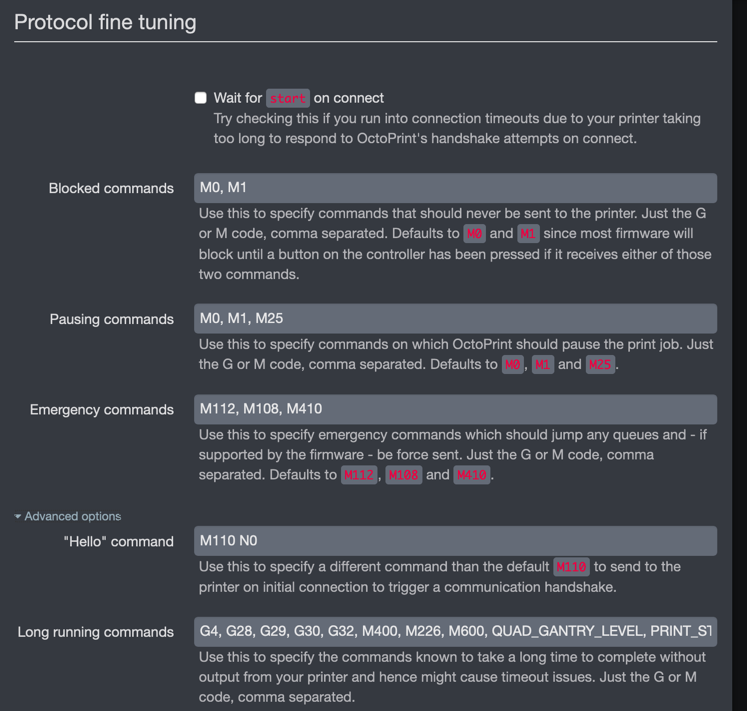 Protocol fine tuning
Wait for start on connect
Try checking this if you run into connection timeouts due to your printer taking
too long to respond to OctoPrint's handshake attempts on connect.
Blocked commands
M0, M1
Use this to specify commands that should never be sent to the printer. Just the G
or M code, comma separated. Defaults to M0 and M1 since most firmware will
block until a button on the controller has been pressed if it receives either of those
two commands.
Pausing commands
M0, M1, M25
Use this to specify commands on which OctoPrint should pause the print job. Just
the G or M code, comma separated. Defaults to M0, M1 and M25.
Emergency commands
M112, M108, M410
Use this to specify emergency commands which should jump any queues and - if
supported by the firmware - be force sent. Just the G or M code, comma
separated. Defaults to M112, M108 and M410.
Advanced options
"Hello" command
M110 N0
Use this to specify a different command than the default M110 to send to the
printer on initial connection to trigger a communication handshake.
Long running commands
G4, G28, G29, G30, G32, M400, M226, M600, QUAD_GANTRY_LEVEL, PRINT_ST
Use this to specify the commands known to take a long time to complete without
output from your printer and hence might cause timeout issues. Just the G or M
code, comma separated.